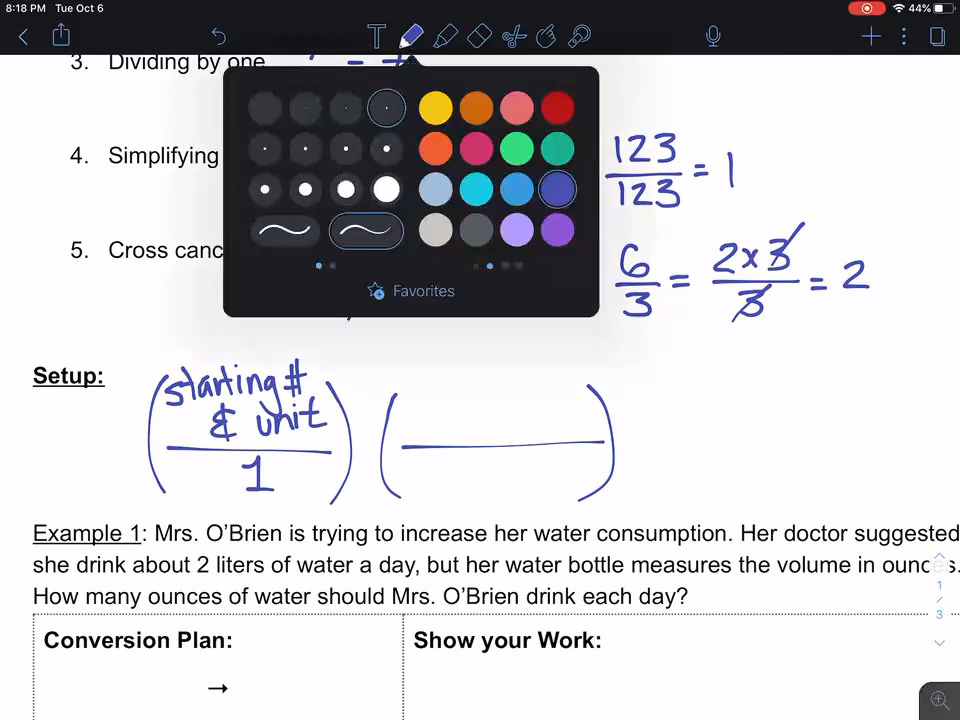 8:18 PM Tue Oct 6
44%
3. Dividing by one
4. Simplifying
123/123 = 1
5. Cross canc
6/3 = 2 x 3/3 = 2
Favorites
Setup:
(starting #
& unit
1) ( )
Example 1: Mrs. O'Brien is trying to increase her water consumption. Her doctor suggested
she drink about 2 liters of water a day, but her water bottle measures the volume in ounces.
How many ounces of water should Mrs. O'Brien drink each day?
1
/
3
Conversion Plan:
Show your Work:
→